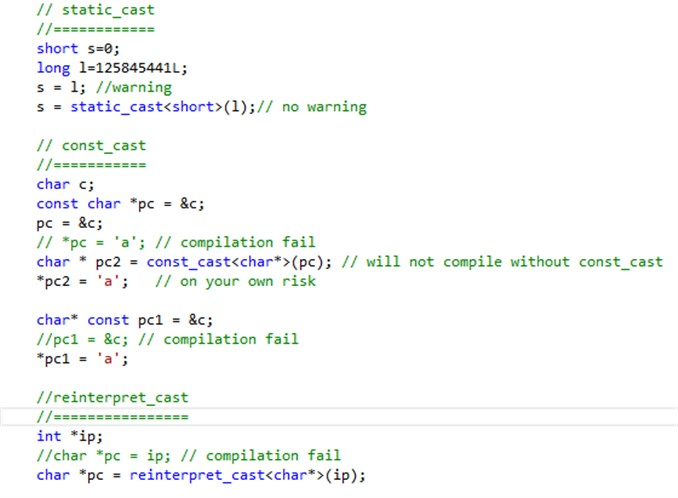 // static_cast
//============
short s=0;
long l=125845441L;
s = l; //warning
s = static_cast<short>(l);// no warning
// const_cast
//===========
char c;
const char *pc = &c;
pc = &c;
// *pc = 'a'; // compilation fail
char * pc2 = const_cast<char*>(pc); // will not compile without const_cast
*pc2 = 'a';   // on your own risk
char* const pc1 = &c;
//pc1 = &c; // compilation fail
*pc1 = 'a';
//reinterpret_cast
//================
int *ip;
//char *pc = ip; // compilation fail
char *pc = reinterpret_cast<char*>(ip);